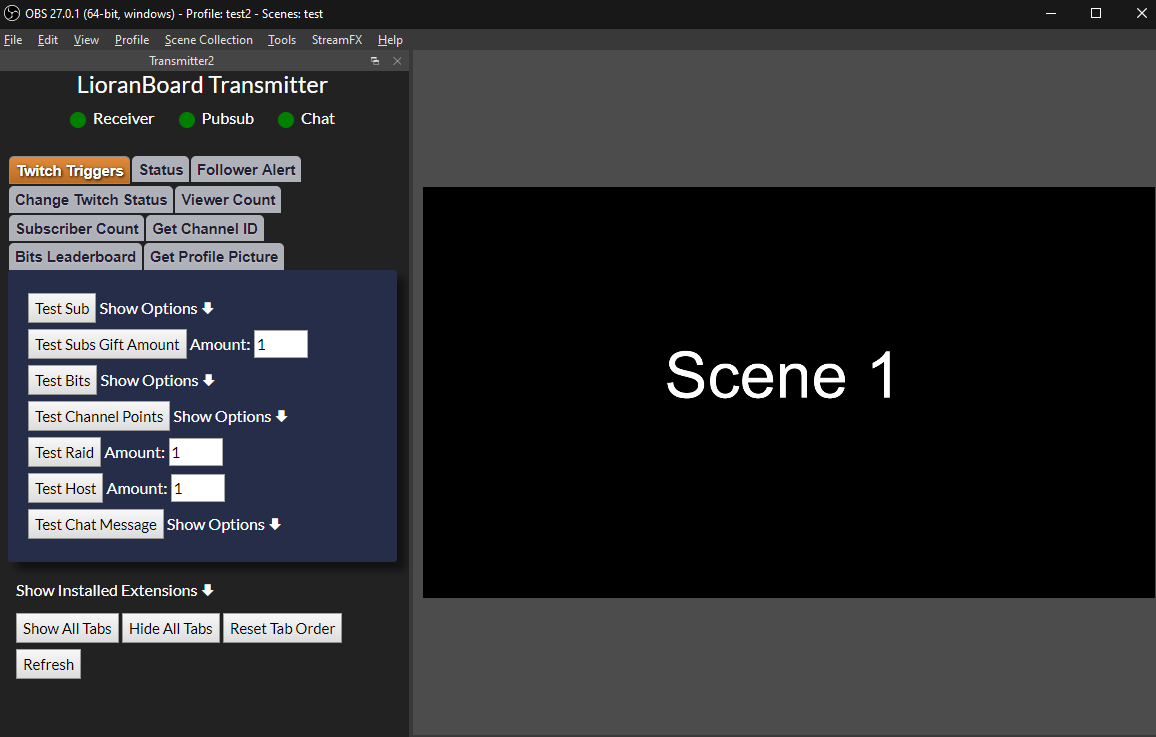 OBS 27.0.1 (64-bit, windows) - Profile: test2 - Scenes: test
File Edit View Profile Scene Collection Tools StreamFX Help
Transmitter2
LioranBoard Transmitter
Receiver Pubsub Chat
Twitch Triggers Status Follower Alert
Change Twitch Status Viewer Count
Subscriber Count Get Channel ID
Bits Leaderboard Get Profile Picture
Test Sub Show Options
Test Subs Gift Amount Amount: 1
Test Bits Show Options
Test Channel Points Show Options
Test Raid Amount: 1
Test Host Amount: 1
Test Chat Message Show Options
Show Installed Extensions
Show All Tabs Hide All Tabs Reset Tab Order
Refresh
Scene 1